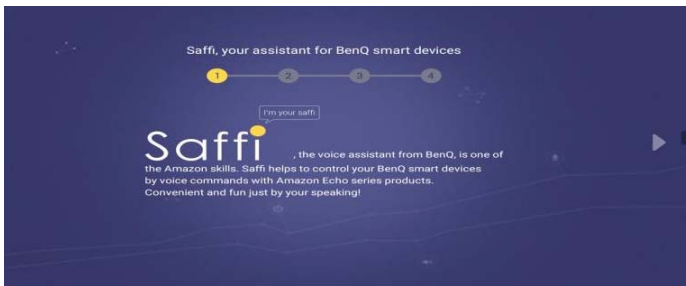 Saffi, your assistant for BenQ smart devices
1 2 3 4
I'm your saffi
Saffi , the voice assistant from BenQ, is one of
the Amazon skills. Saffi helps to control your BenQ smart devices
by voice commands with Amazon Echo series products.
Convenient and fun just by your speaking!